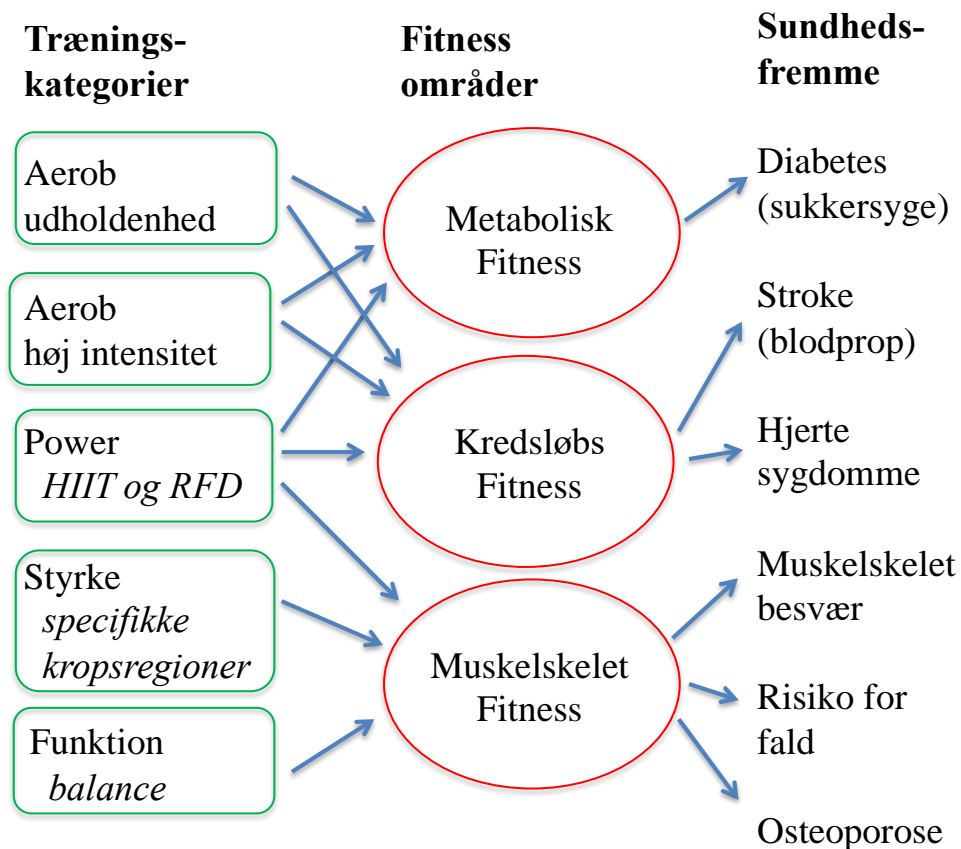 Trænings-
kategorier
Fitness
områder
Sundheds-
fremme
Aerob
udholdenhed
Aerob
høj intensitet
Power
HIIT og RFD
Styrke
specifikke
kropsregioner
Funktion
balance
Metabolisk
Fitness
Kredsløbs
Fitness
Muskelskelet
Fitness
Diabetes
(sukkersyge)
Stroke
(blodprop)
Hjerte
sygdomme
Muskelskelet
besvær
Risiko for
fald
Osteoporose